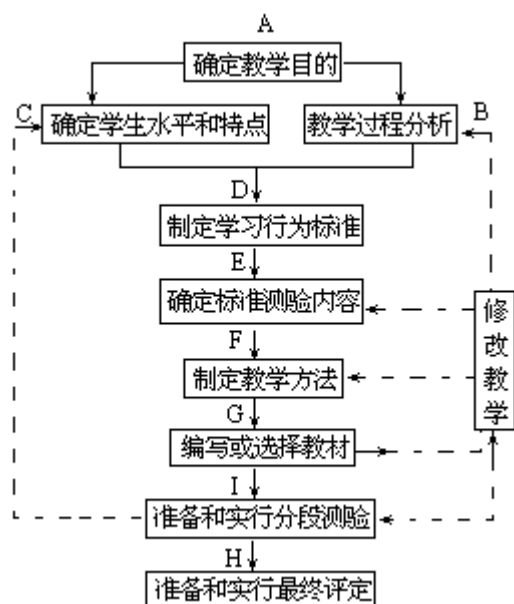 A
确定教学目的
C
确定学生水平和特点
教学过程分析
B
D
制定学习行为标准
E
确定标准测验内容
F
制定教学方法
G
编写或选择教材
I
准备和实行分段测验
H
准备和实行最终评定
修
改
教
学